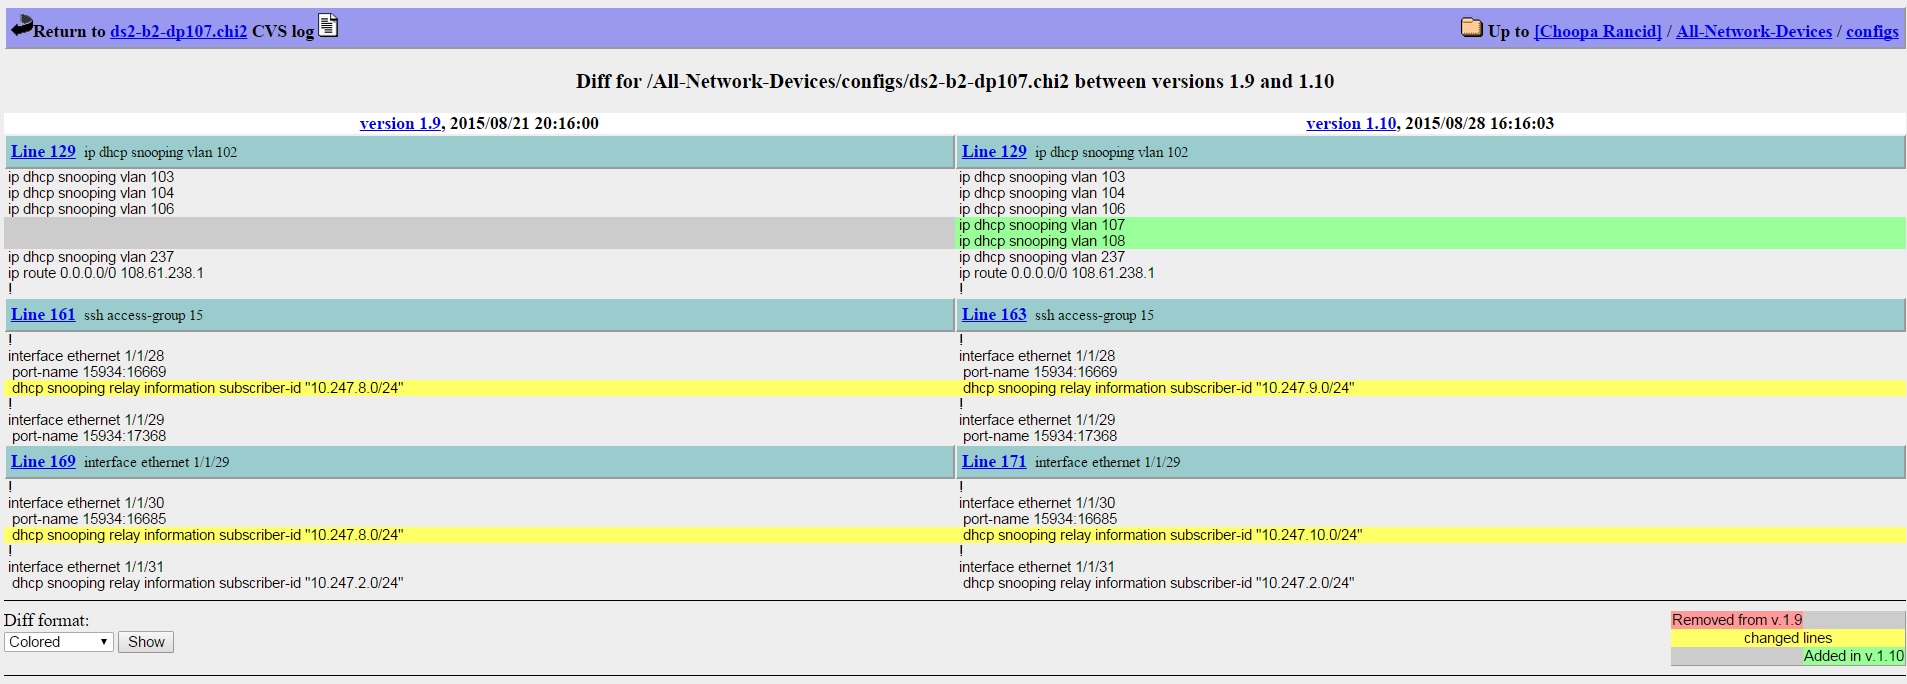 Return to ds2-b2-dp107.chi2 CVS log
Up to [Choopa Rancid] / All-Network-Devices / configs
Diff for /All-Network-Devices/configs/ds2-b2-dp107.chi2 between versions 1.9 and 1.10
version 1.9, 2015/08/21 20:16:00
version 1.10, 2015/08/28 16:16:03
Line 129 ip dhcp snooping vlan 102
Line 129 ip dhcp snooping vlan 102
ip dhcp snooping vlan 103
ip dhcp snooping vlan 103
ip dhcp snooping vlan 104
ip dhcp snooping vlan 104
ip dhcp snooping vlan 106
ip dhcp snooping vlan 106
ip dhcp snooping vlan 107
ip dhcp snooping vlan 108
ip dhcp snooping vlan 237
ip dhcp snooping vlan 237
ip route 0.0.0.0/0 108.61.238.1
ip route 0.0.0.0/0 108.61.238.1
!
!
Line 161 ssh access-group 15
Line 163 ssh access-group 15
!
!
interface ethernet 1/1/28
interface ethernet 1/1/28
port-name 15934:16669
port-name 15934:16669
dhcp snooping relay information subscriber-id "10.247.8.0/24"
dhcp snooping relay information subscriber-id "10.247.9.0/24"
!
!
interface ethernet 1/1/29
interface ethernet 1/1/29
port-name 15934:17368
port-name 15934:17368
Line 169 interface ethernet 1/1/29
Line 171 interface ethernet 1/1/29
!
!
interface ethernet 1/1/30
interface ethernet 1/1/30
port-name 15934:16685
port-name 15934:16685
dhcp snooping relay information subscriber-id "10.247.8.0/24"
dhcp snooping relay information subscriber-id "10.247.10.0/24"
!
!
interface ethernet 1/1/31
interface ethernet 1/1/31
dhcp snooping relay information subscriber-id "10.247.2.0/24"
dhcp snooping relay information subscriber-id "10.247.2.0/24"
Diff format:
Colored
Show
Removed from v.1.9
changed lines
Added in v.1.10